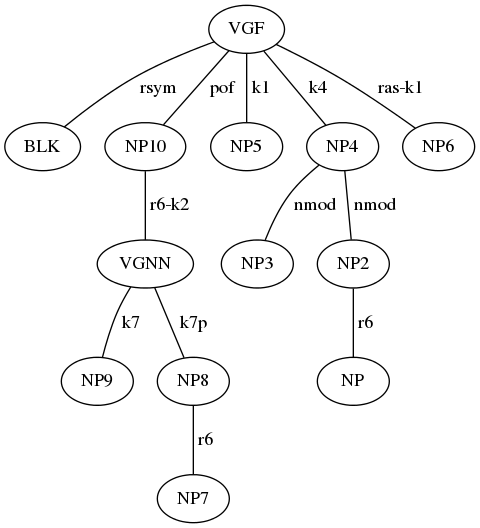 VGF
rsym pof k1 k4 ras-k1
BLK NP10 NP5 NP4 NP6
r6-k2 nmod nmod
VGNN NP3 NP2
k7 k7p r6
NP9 NP8 NP
r6
NP7